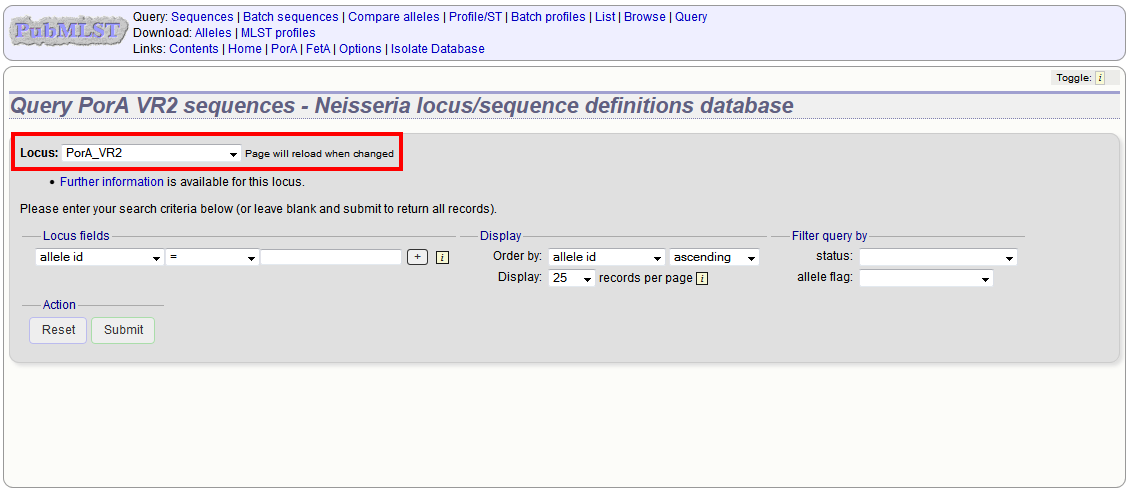 PubMLST
Query: Sequences | Batch sequences | Compare alleles | Profile/ST | Batch profiles | List | Browse | Query
Download: Alleles | MLST profiles
Links: Contents | Home | PorA | FetA | Options | Isolate Database
Toggle: i
Query PorA VR2 sequences - Neisseria locus/sequence definitions database
Locus: PorA_VR2 Page will reload when changed
• Further information is available for this locus.
Please enter your search criteria below (or leave blank and submit to return all records).
Locus fields Display Filter query by
allele id = + i Order by: allele id ascending status:
Display: 25 records per page i allele flag:
Action
Reset Submit